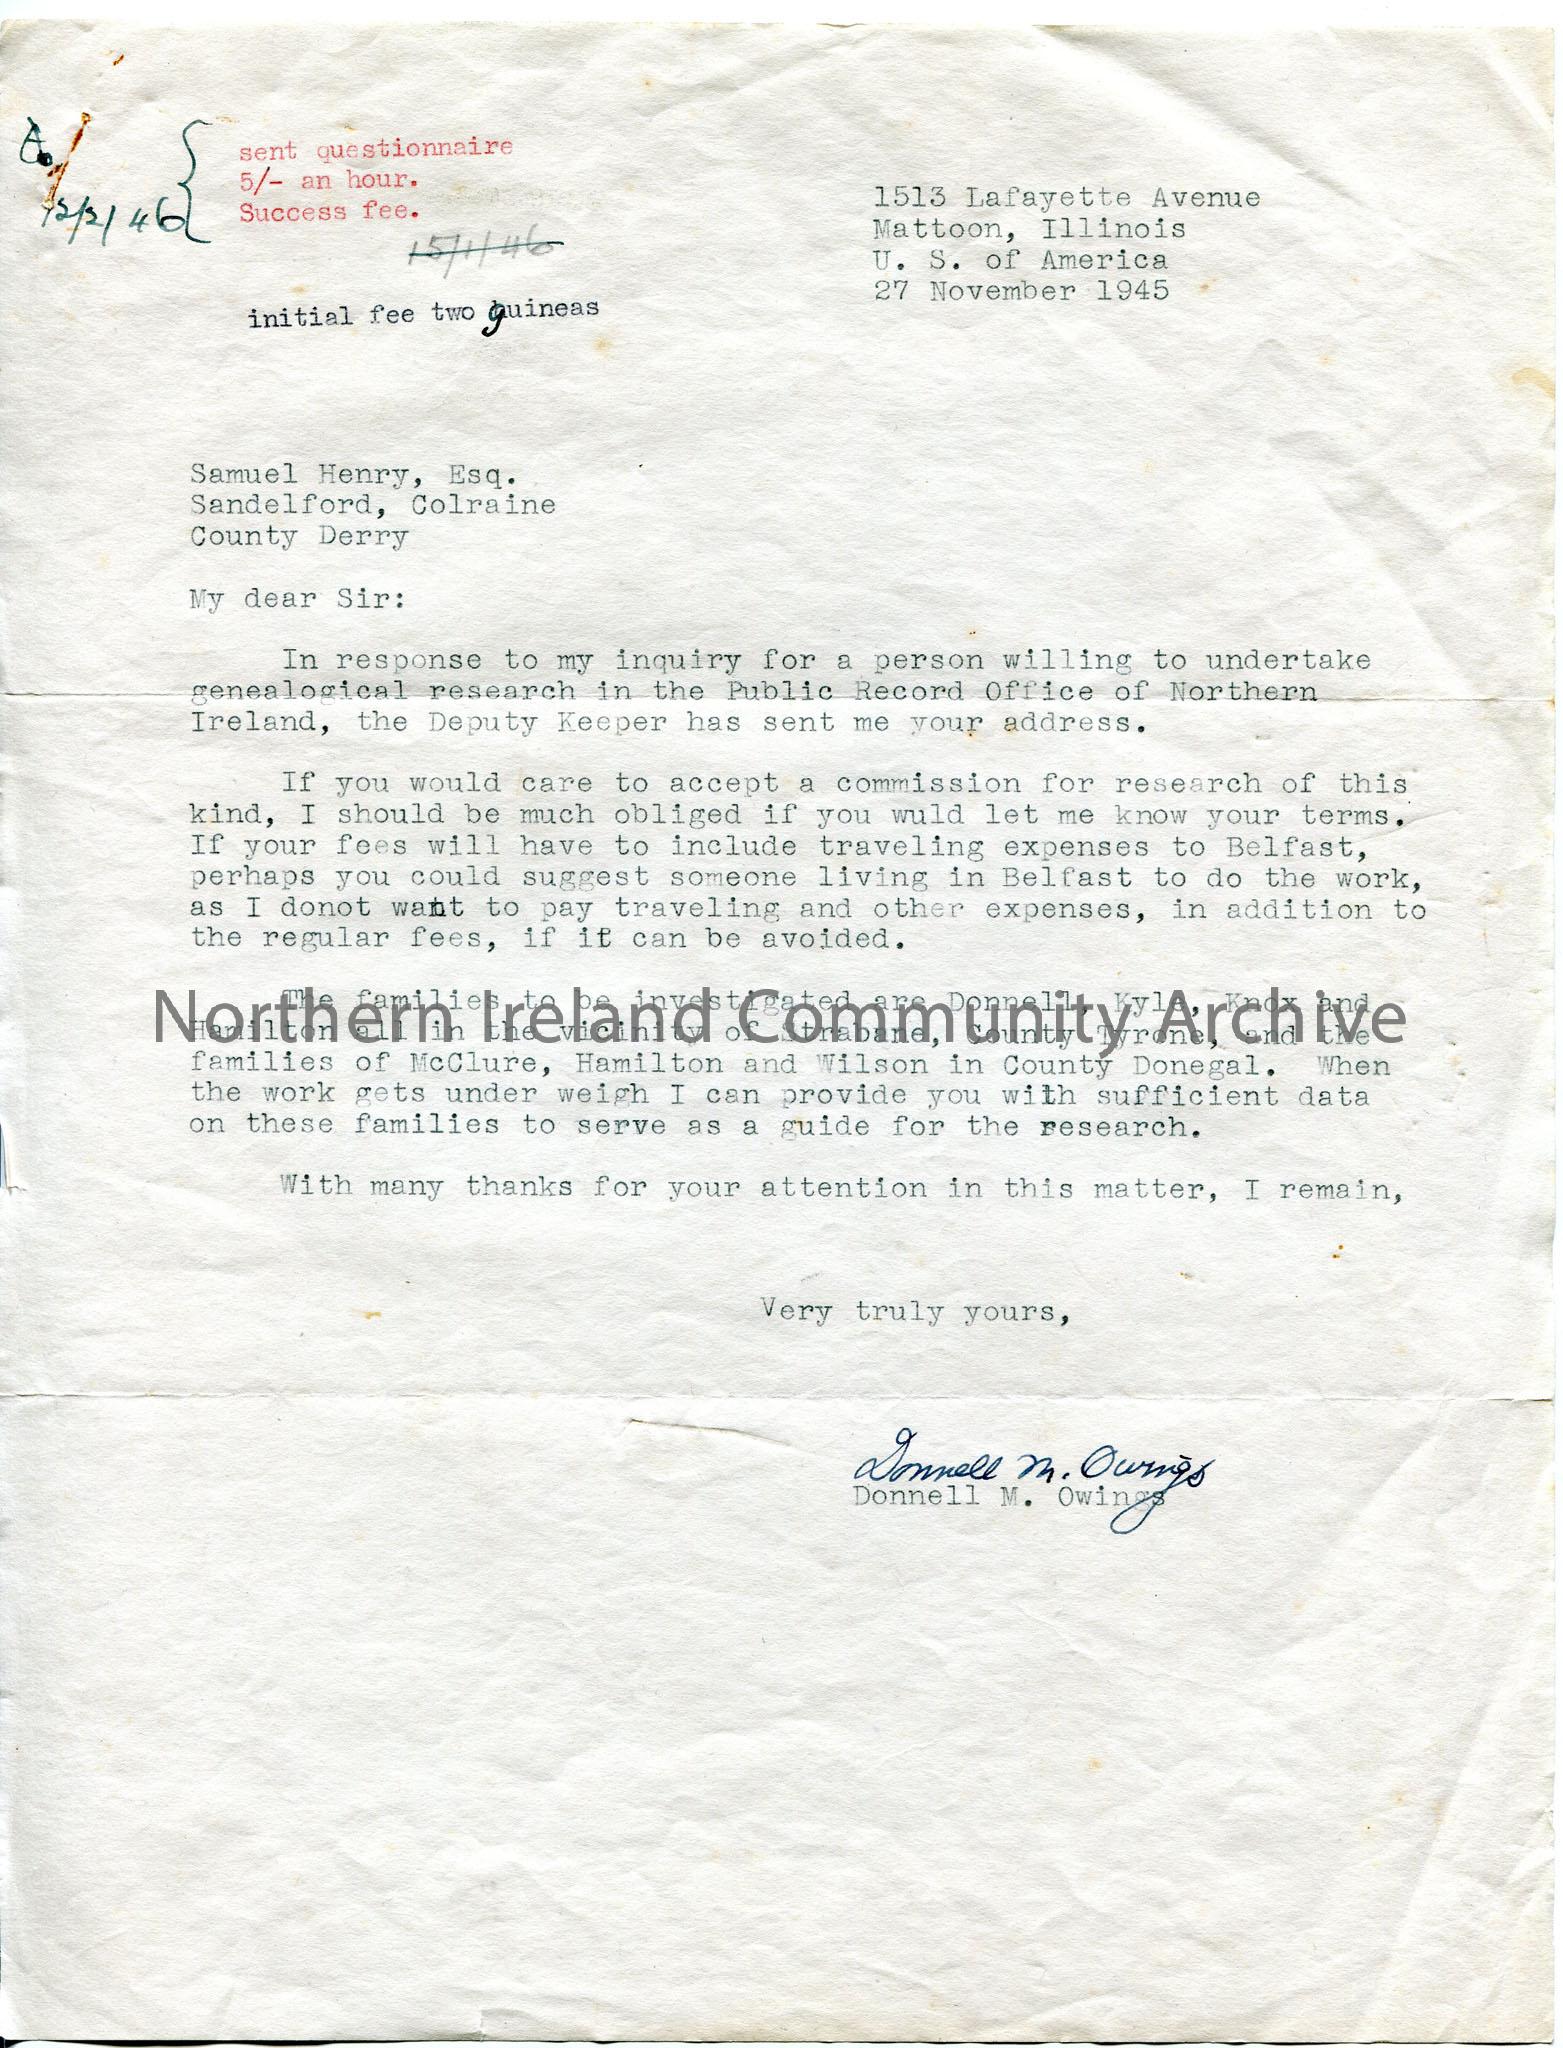 sent questionnaire
5/- an hour.
Success fee.
12/2/46
15/1/46
initial fee two guineas
1513 Lafayette Avenue
Mattoon, Illinois
U. S. of America
27 November 1945
Samuel Henry, Esq.
Sandelford, Colraine
County Derry
My dear Sir:
In response to my inquiry for a person willing to undertake
genealogical research in the Public Record Office of Northern
Ireland, the Deputy Keeper has sent me your address.
If you would care to accept a commission for research of this
kind, I should be much obliged if you wuld let me know your terms.
If your fees will have to include traveling expenses to Belfast,
perhaps you could suggest someone living in Belfast to do the work,
as I donot want to pay traveling and other expenses, in addition to
the regular fees, if it can be avoided.
The families to be investigated are Donnell, Kyle, Knox and
Hamilton all in the vicinity of Strabane, County Tyrone, and the
Northern Ireland Community Archive
families of McClure, Hamilton and Wilson in County Donegal. When
the work gets under weigh I can provide you with sufficient data
on these families to serve as a guide for the research.
With many thanks for your attention in this matter, I remain,
Very truly yours,
Donnell M. Owings
Donnell M. Owings